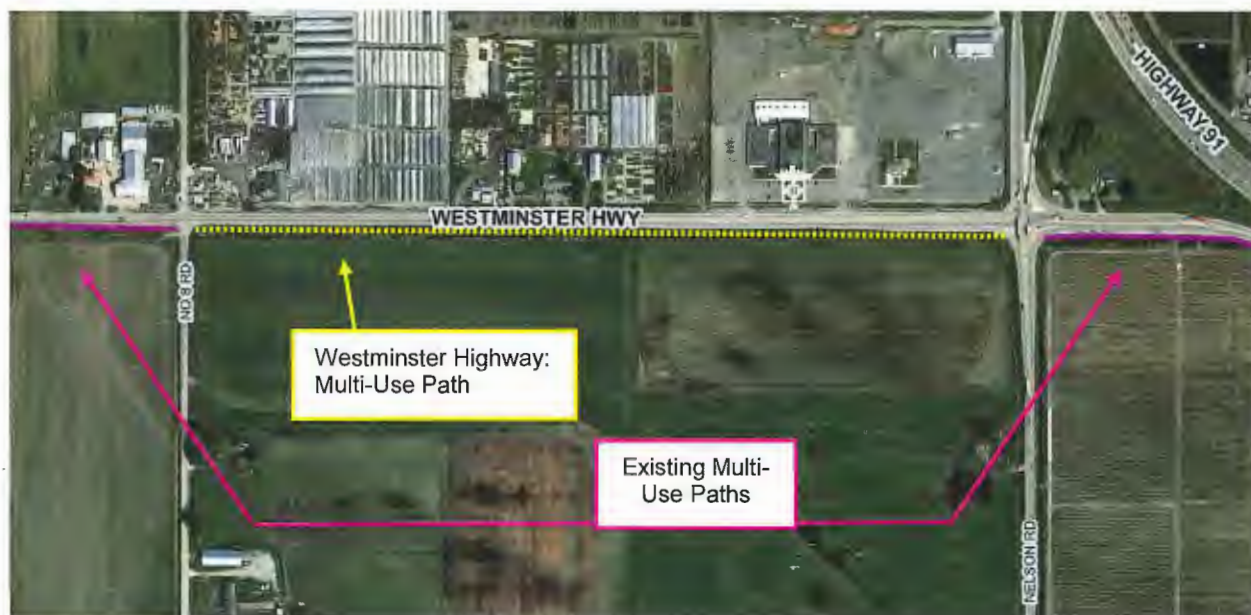 HIGHWAY 91
WESTMINSTER HWY
NO 8 RD
Westminster Highway:
Multi-Use Path
Existing Multi-
Use Paths
NELSON RD